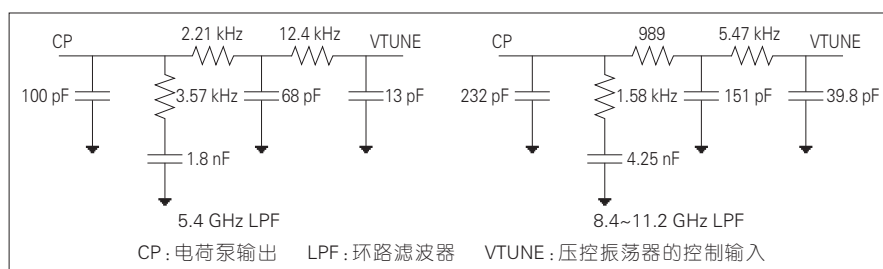 CP 2.21 kHz 12.4 kHz VTUNE
100 pF 3.57 kHz 68 pF 13 pF
1.8 nF
5.4 GHz LPF
CP 989 5.47 kHz VTUNE
232 pF 1.58 kHz 151 pF 39.8 pF
4.25 nF
8.4~11.2 GHz LPF
CP：电荷泵输出 LPF：环路滤波器 VTUNE：压控振荡器的控制输入